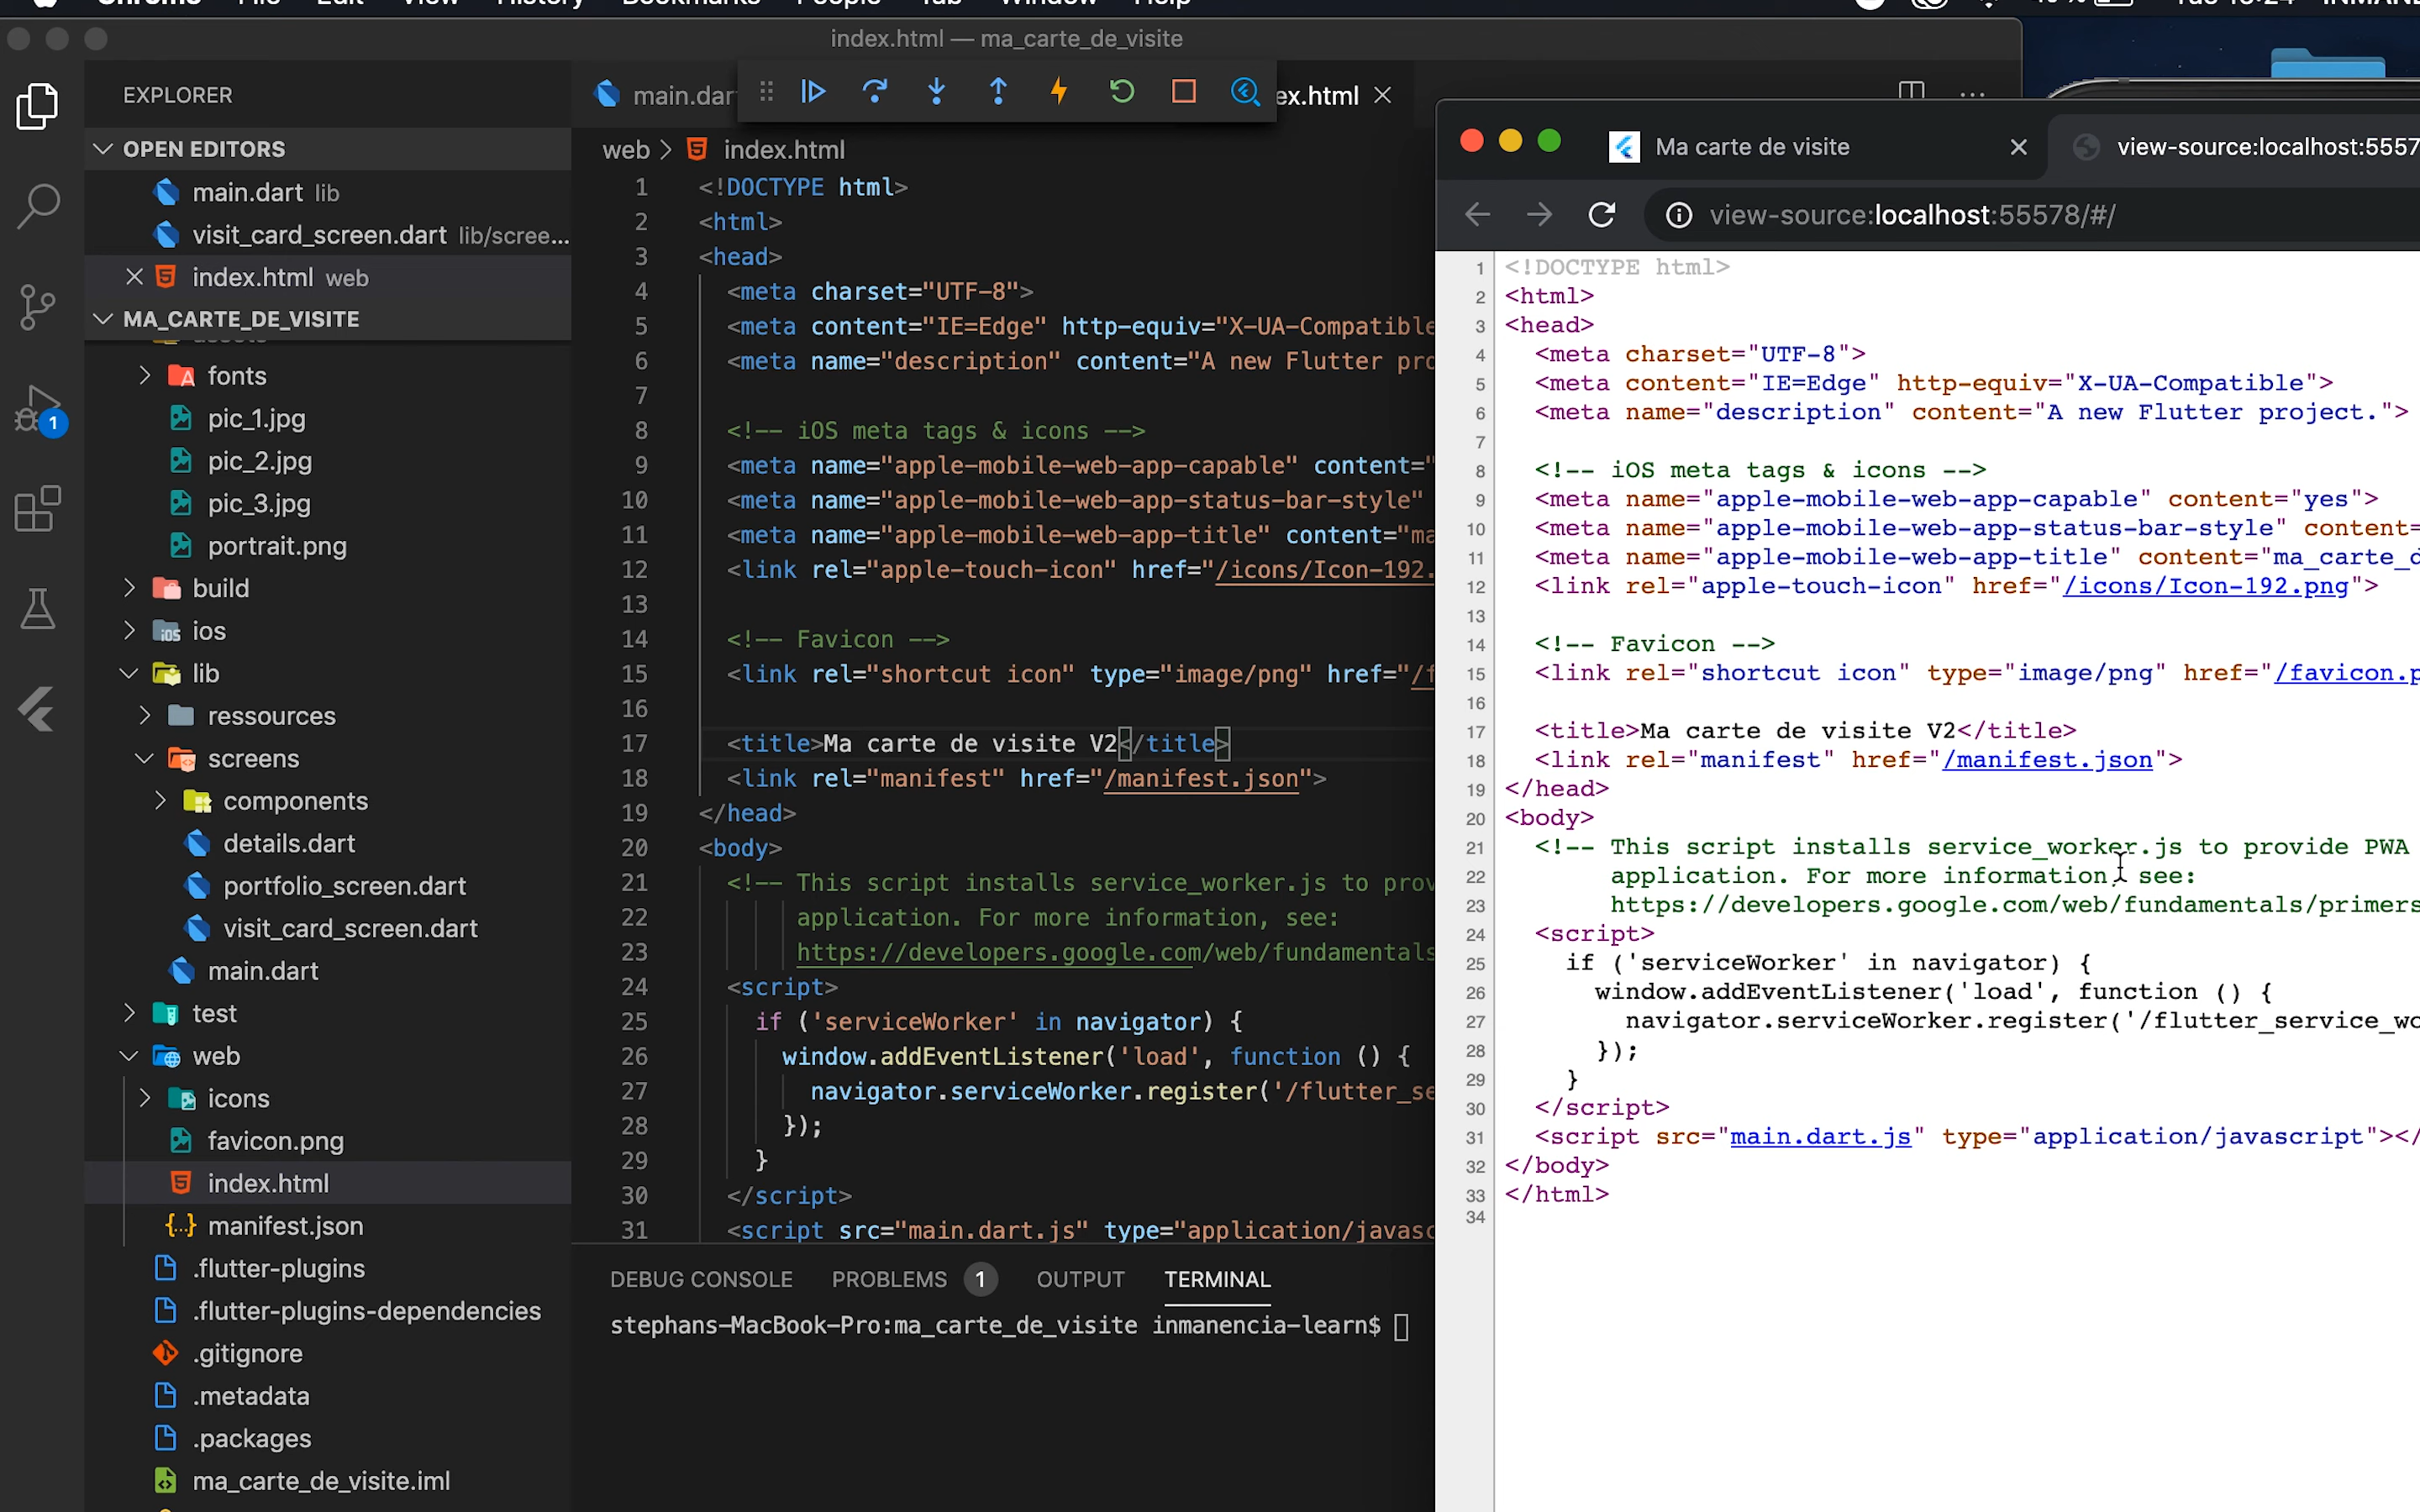 Chrome File Edit View History Bookmarks People Tab Window Help
index.html — ma_carte_de_visite
EXPLORER
OPEN EDITORS
main.dart lib
visit_card_screen.dart lib/scree...
index.html web
MA_CARTE_DE_VISITE
assets
fonts
pic_1.jpg
pic_2.jpg
pic_3.jpg
portrait.png
build
ios
lib
ressources
screens
components
details.dart
portfolio_screen.dart
visit_card_screen.dart
main.dart
test
web
icons
favicon.png
index.html
manifest.json
.flutter-plugins
.flutter-plugins-dependencies
.gitignore
.metadata
.packages
ma_carte_de_visite.iml
1
main.dar
ex.html
web > index.html
1 <!DOCTYPE html>
2 <html>
3 <head>
4 <meta charset="UTF-8">
5 <meta content="IE=Edge" http-equiv="X-UA-Compatible
6 <meta name="description" content="A new Flutter pro
7
8 <!-- iOS meta tags & icons -->
9 <meta name="apple-mobile-web-app-capable" content="
10 <meta name="apple-mobile-web-app-status-bar-style"
11 <meta name="apple-mobile-web-app-title" content="ma
12 <link rel="apple-touch-icon" href="/icons/Icon-192.
13
14 <!-- Favicon -->
15 <link rel="shortcut icon" type="image/png" href="/f
16
17 <title>Ma carte de visite V2</title>
18 <link rel="manifest" href="/manifest.json">
19 </head>
20 <body>
21 <!-- This script installs service_worker.js to prov
22 application. For more information, see:
23 https://developers.google.com/web/fundamentals
24 <script>
25 if ('serviceWorker' in navigator) {
26 window.addEventListener('load', function () {
27 navigator.serviceWorker.register('/flutter_se
28 });
29 }
30 </script>
31 <script src="main.dart.js" type="application/javasc
DEBUG CONSOLE PROBLEMS 1 OUTPUT TERMINAL
stephans-MacBook-Pro:ma_carte_de_visite inmanencia-learn$
Ma carte de visite
view-source:localhost:5557
view-source:localhost:55578/#/
1 <!DOCTYPE html>
2 <html>
3 <head>
4 <meta charset="UTF-8">
5 <meta content="IE=Edge" http-equiv="X-UA-Compatible">
6 <meta name="description" content="A new Flutter project.">
7
8 <!-- iOS meta tags & icons -->
9 <meta name="apple-mobile-web-app-capable" content="yes">
10 <meta name="apple-mobile-web-app-status-bar-style" content=
11 <meta name="apple-mobile-web-app-title" content="ma_carte_d
12 <link rel="apple-touch-icon" href="/icons/Icon-192.png">
13
14 <!-- Favicon -->
15 <link rel="shortcut icon" type="image/png" href="/favicon.p
16
17 <title>Ma carte de visite V2</title>
18 <link rel="manifest" href="/manifest.json">
19 </head>
20 <body>
21 <!-- This script installs service_worker.js to provide PWA
22 application. For more information, see:
23 https://developers.google.com/web/fundamentals/primers
24 <script>
25 if ('serviceWorker' in navigator) {
26 window.addEventListener('load', function () {
27 navigator.serviceWorker.register('/flutter_service_wo
28 });
29 }
30 </script>
31 <script src="main.dart.js" type="application/javascript"></
32 </body>
33 </html>
34